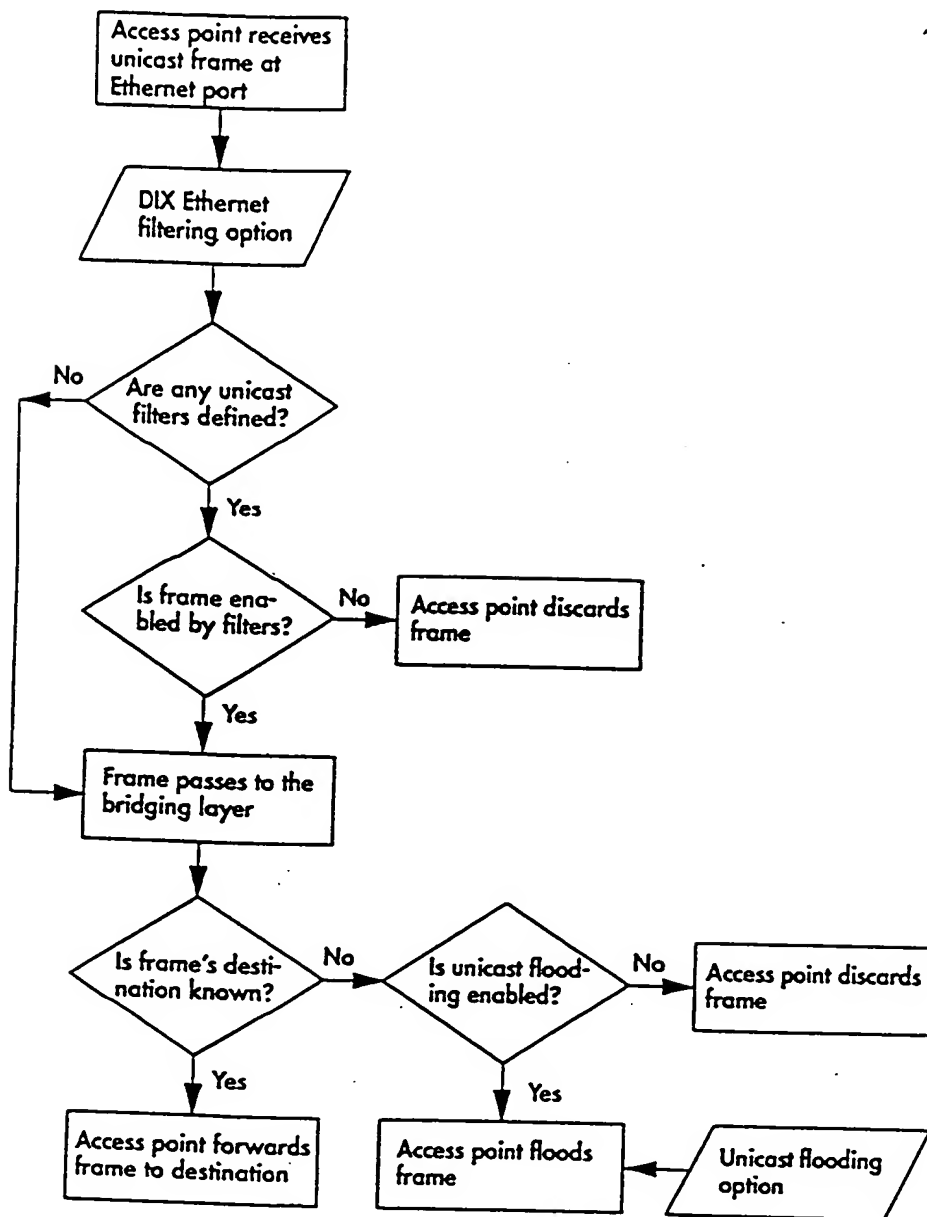 Access point receives
unicast frame at
Ethernet port
DIX Ethernet
filtering option
No
Are any unicast
filters defined?
Yes
Is frame ena-
bled by filters?
No
Access point discards
frame
Yes
Frame passes to the
bridging layer
Is frame's desti-
nation known?
No
Is unicast flood-
ing enabled?
No
Access point discards
frame
Yes
Yes
Access point forwards
frame to destination
Access point floods
frame
Unicast flooding
option